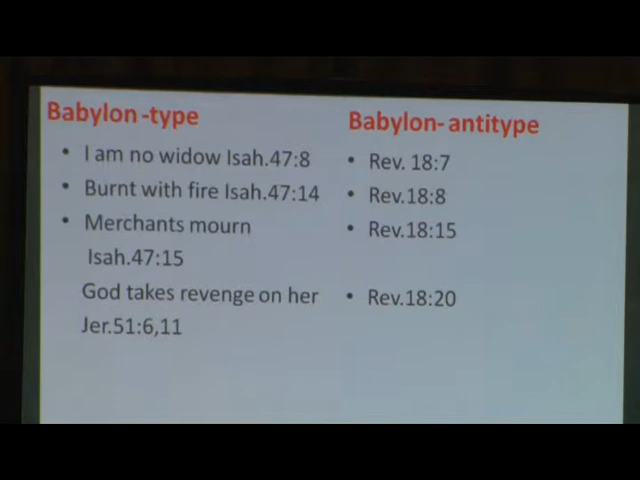 Babylon -type
• I am no widow Isah.47:8
• Burnt with fire Isah.47:14
• Merchants mourn
Isah.47:15
God takes revenge on her
Jer.51:6,11
Babylon- antitype
• Rev. 18:7
• Rev.18:8
• Rev.18:15
• Rev.18:20